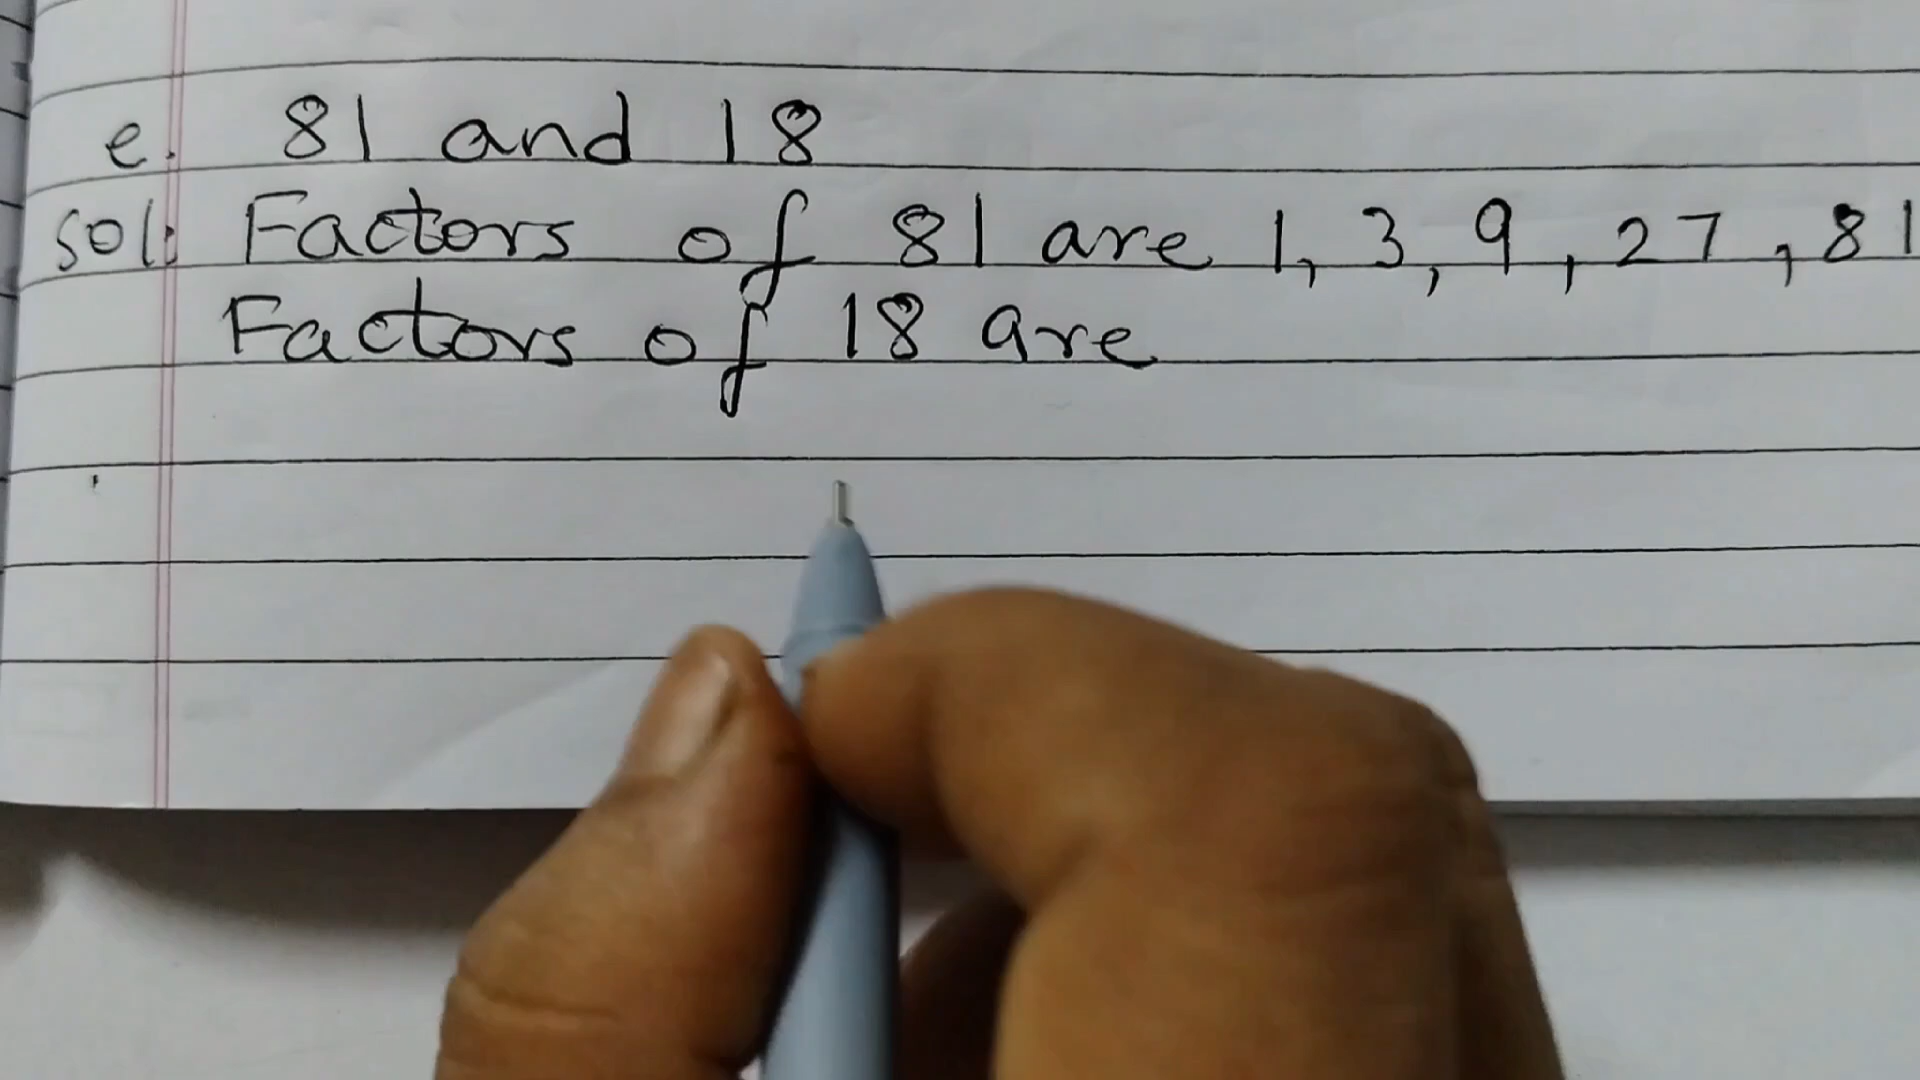 e. 81 and 18
Sol: Factors of 81 are 1, 3, 9, 27, 81
Factors of 18 are